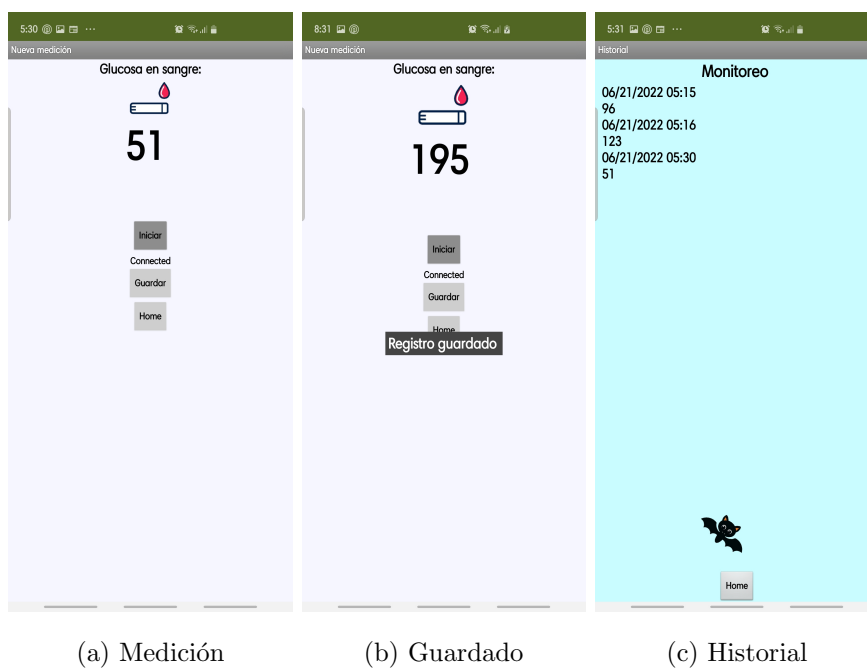 5:30
Nueva medición
Glucosa en sangre:
51
Iniciar
Connected
Guardar
Home
8:31
Nueva medición
Glucosa en sangre:
195
Iniciar
Connected
Guardar
Home
Registro guardado
5:31
Historial
Monitoreo
06/21/2022 05:15
96
06/21/2022 05:16
123
06/21/2022 05:30
51
Home
(a) Medición
(b) Guardado
(c) Historial